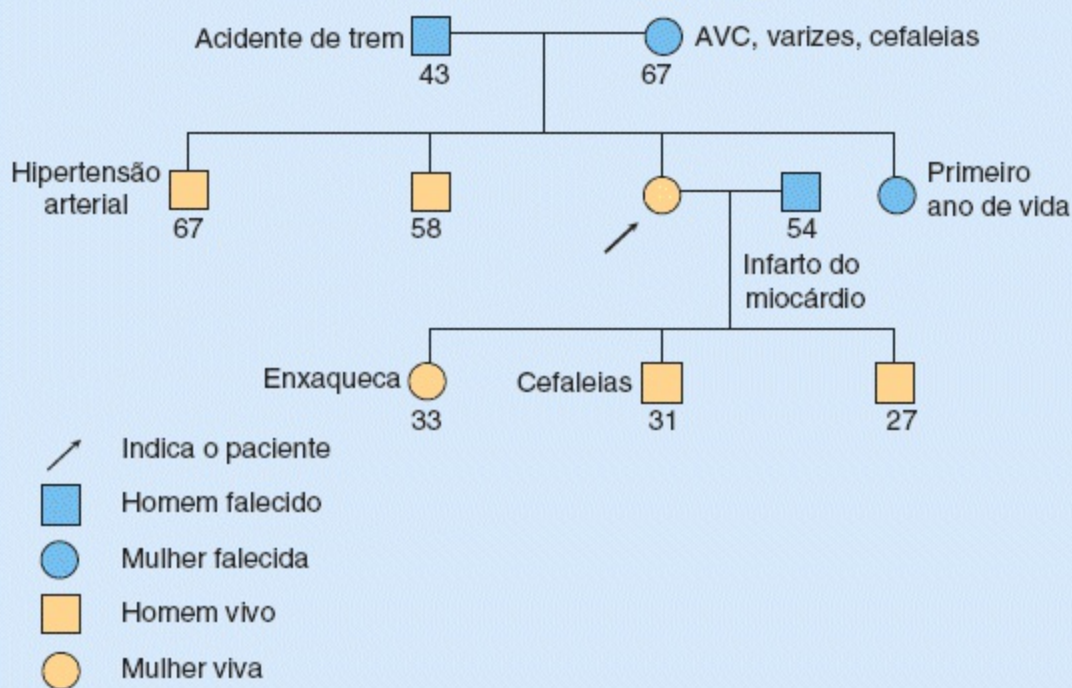 Acidente de trem
43
AVC, varizes, cefaleias
67
Hipertensão
arterial
67
58
54
Primeiro
ano de vida
Infarto do
miocárdio
Enxaqueca
33
Cefaleias
31
27
Indica o paciente
Homem falecido
Mulher falecida
Homem vivo
Mulher viva